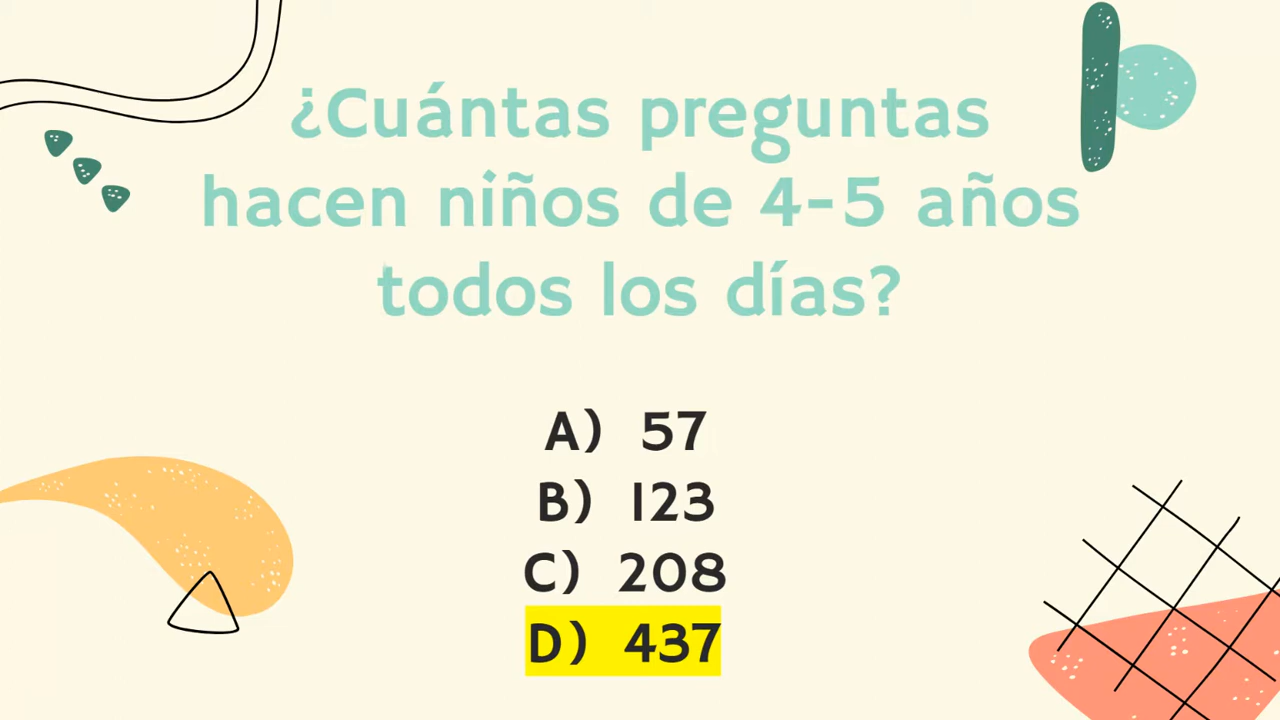 ¿Cuántas preguntas
hacen niños de 4-5 años
todos los días?
A) 57
B) 123
C) 208
D) 437